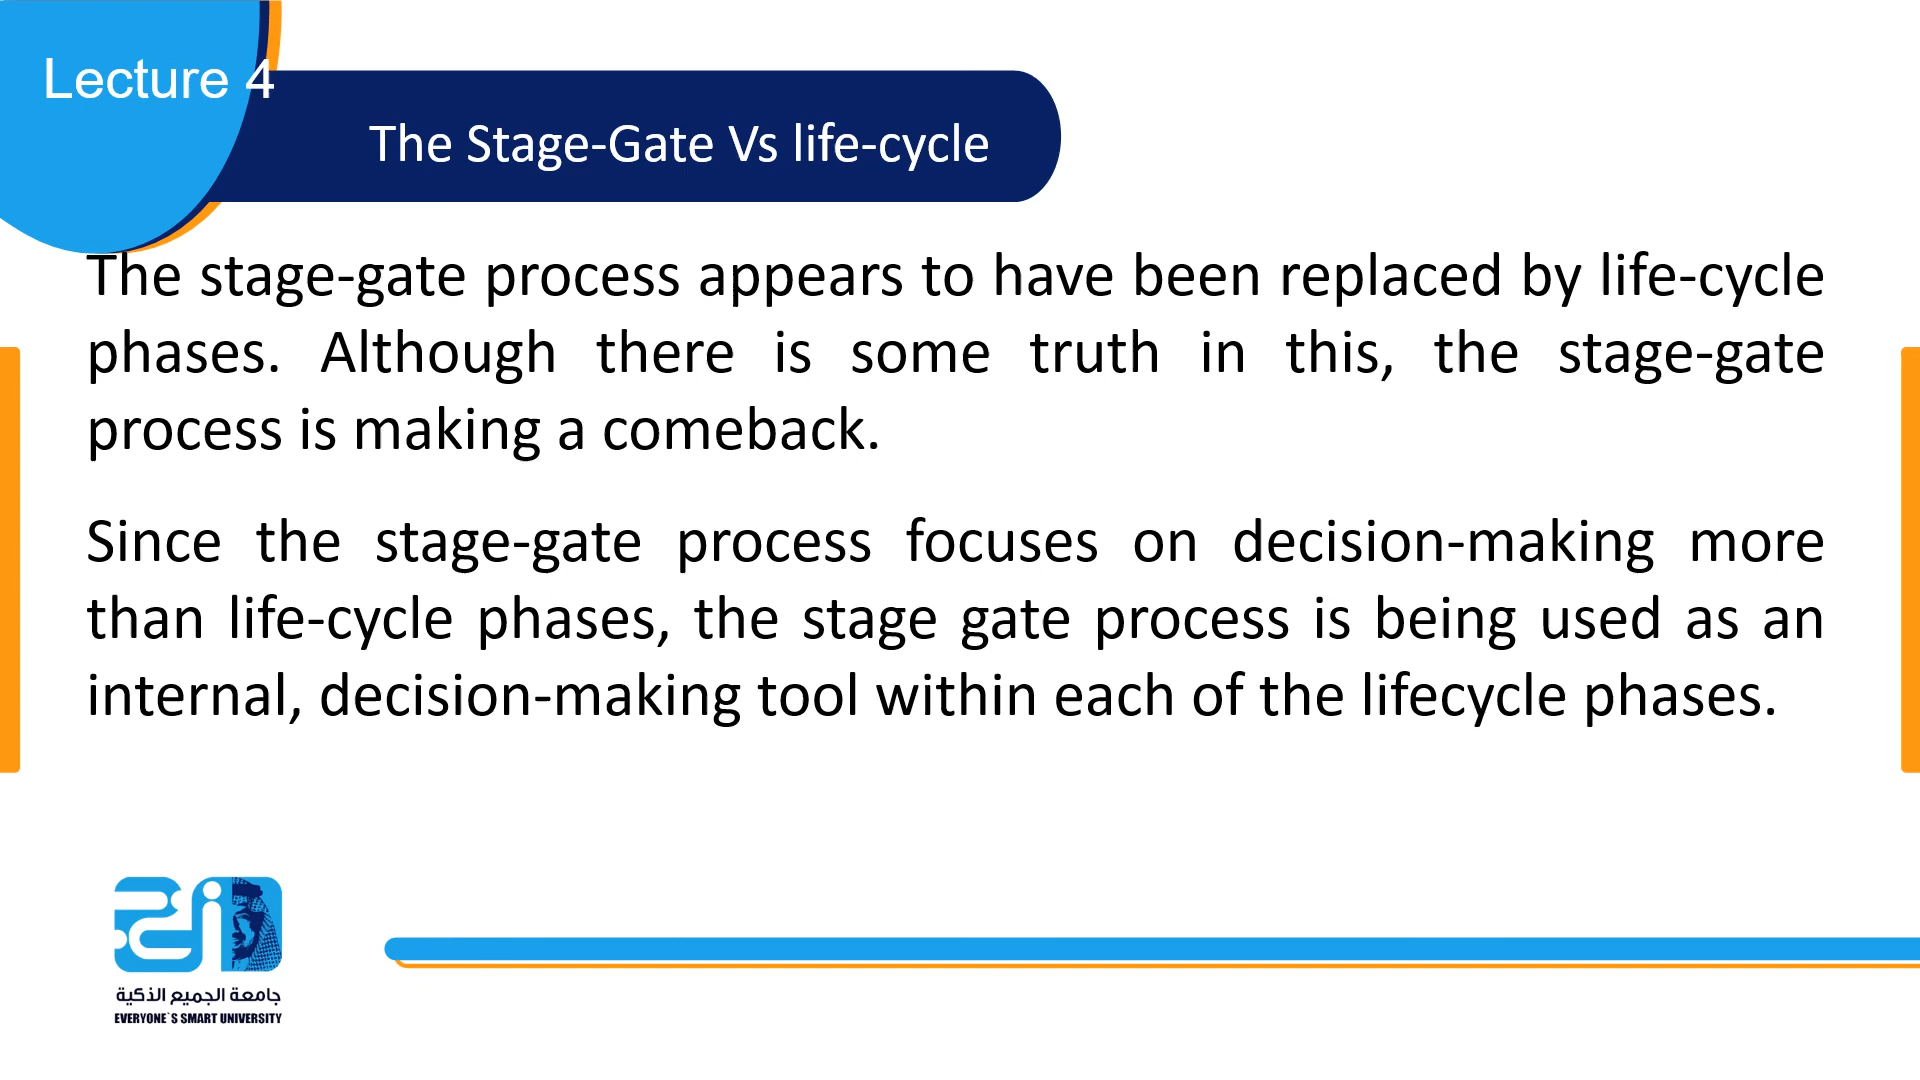 Lecture 4
The Stage-Gate Vs life-cycle
The stage-gate process appears to have been replaced by life-cycle
phases. Although there is some truth in this, the stage-gate
process is making a comeback.
Since the stage-gate process focuses on decision-making more
than life-cycle phases, the stage gate process is being used as an
internal, decision-making tool within each of the lifecycle phases.
جامعة الجميع الذكية
EVERYONE`S SMART UNIVERSITY